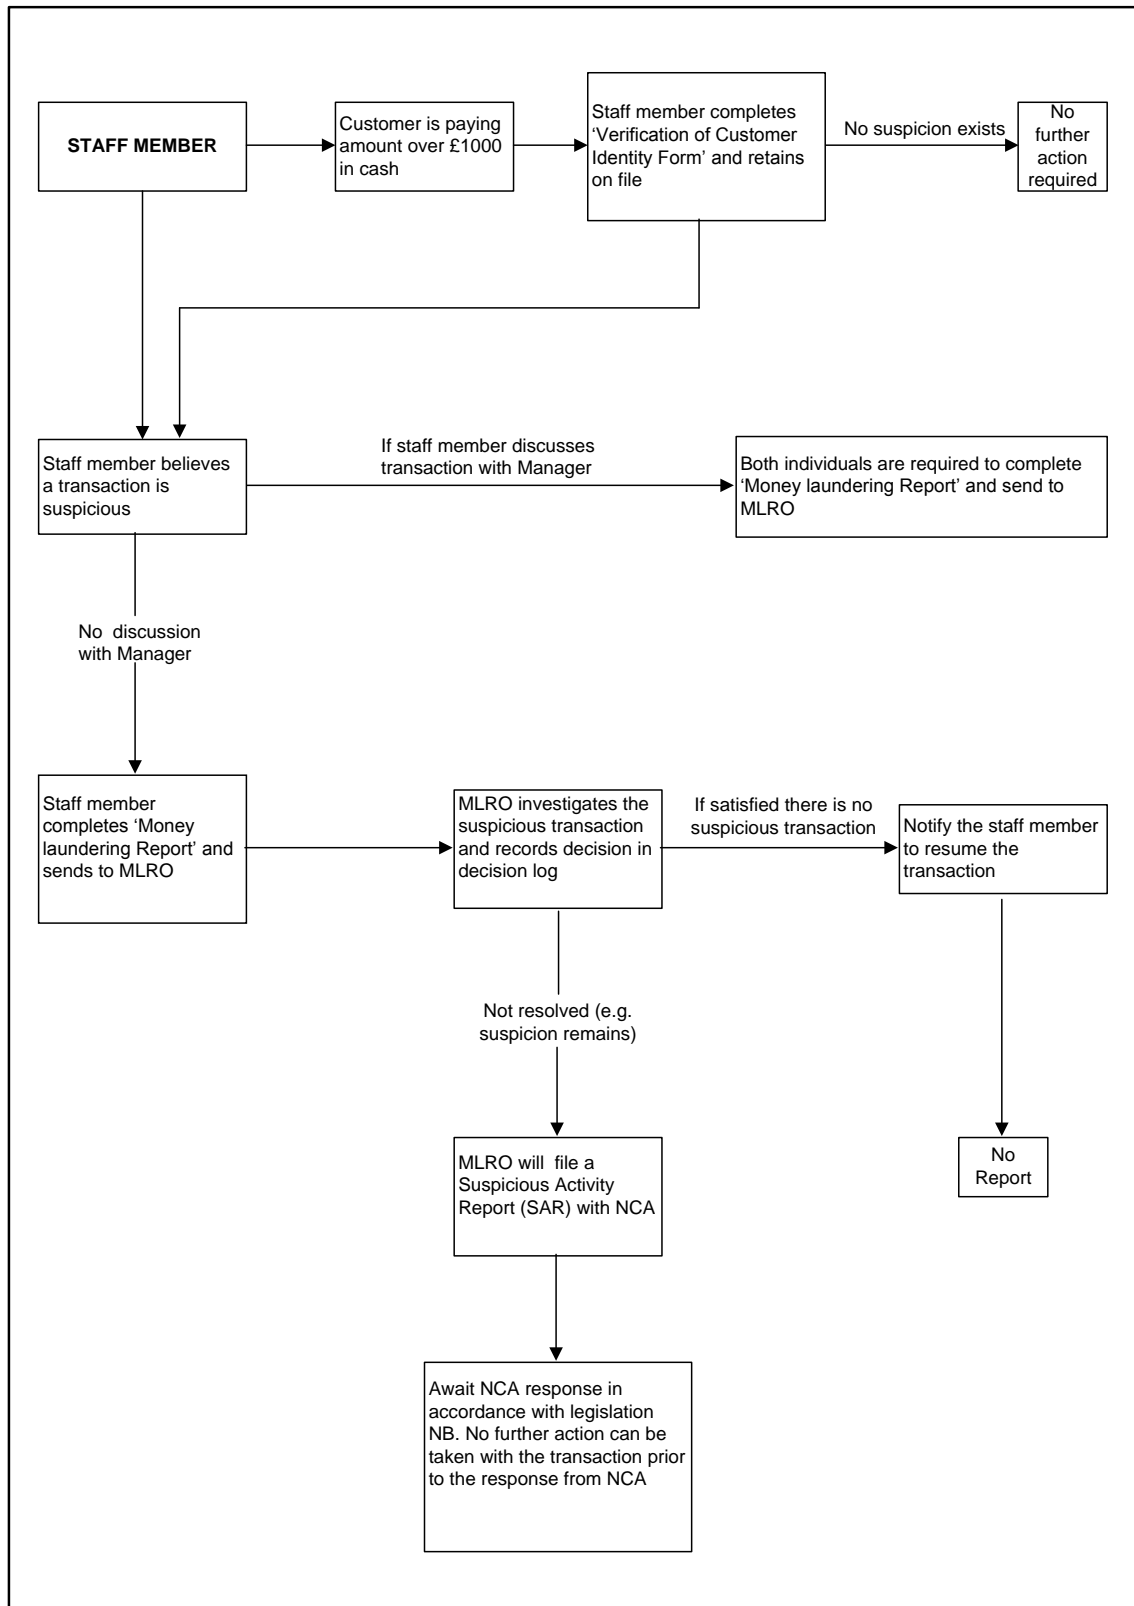 STAFF MEMBER
Customer is paying
amount over £1000
in cash
Staff member completes
‘Verification of Customer
Identity Form’ and retains
on file
No suspicion exists
No
further
action
required
Staff member believes
a transaction is
suspicious
If staff member discusses
transaction with Manager
Both individuals are required to complete
‘Money laundering Report’ and send to
MLRO
No discussion
with Manager
Staff member
completes ‘Money
laundering Report’ and
sends to MLRO
MLRO investigates the
suspicious transaction
and records decision in
decision log
If satisfied there is no
suspicious transaction
Notify the staff member
to resume the
transaction
Not resolved (e.g.
suspicion remains)
MLRO will file a
Suspicious Activity
Report (SAR) with NCA
No
Report
Await NCA response in
accordance with legislation
NB. No further action can be
taken with the transaction prior
to the response from NCA